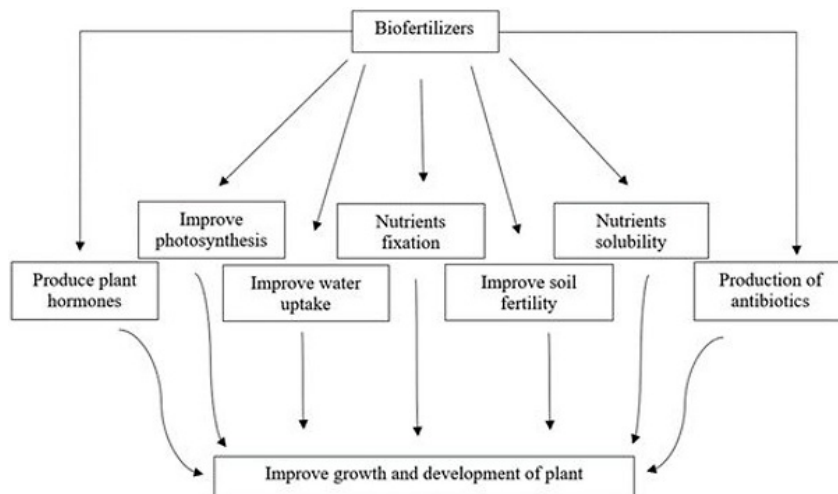 Biofertilizers
Improve
photosynthesis
Nutrients
fixation
Nutrients
solubility
Produce plant
hormones
Improve water
uptake
Improve soil
fertility
Production of
antibiotics
Improve growth and development of plant